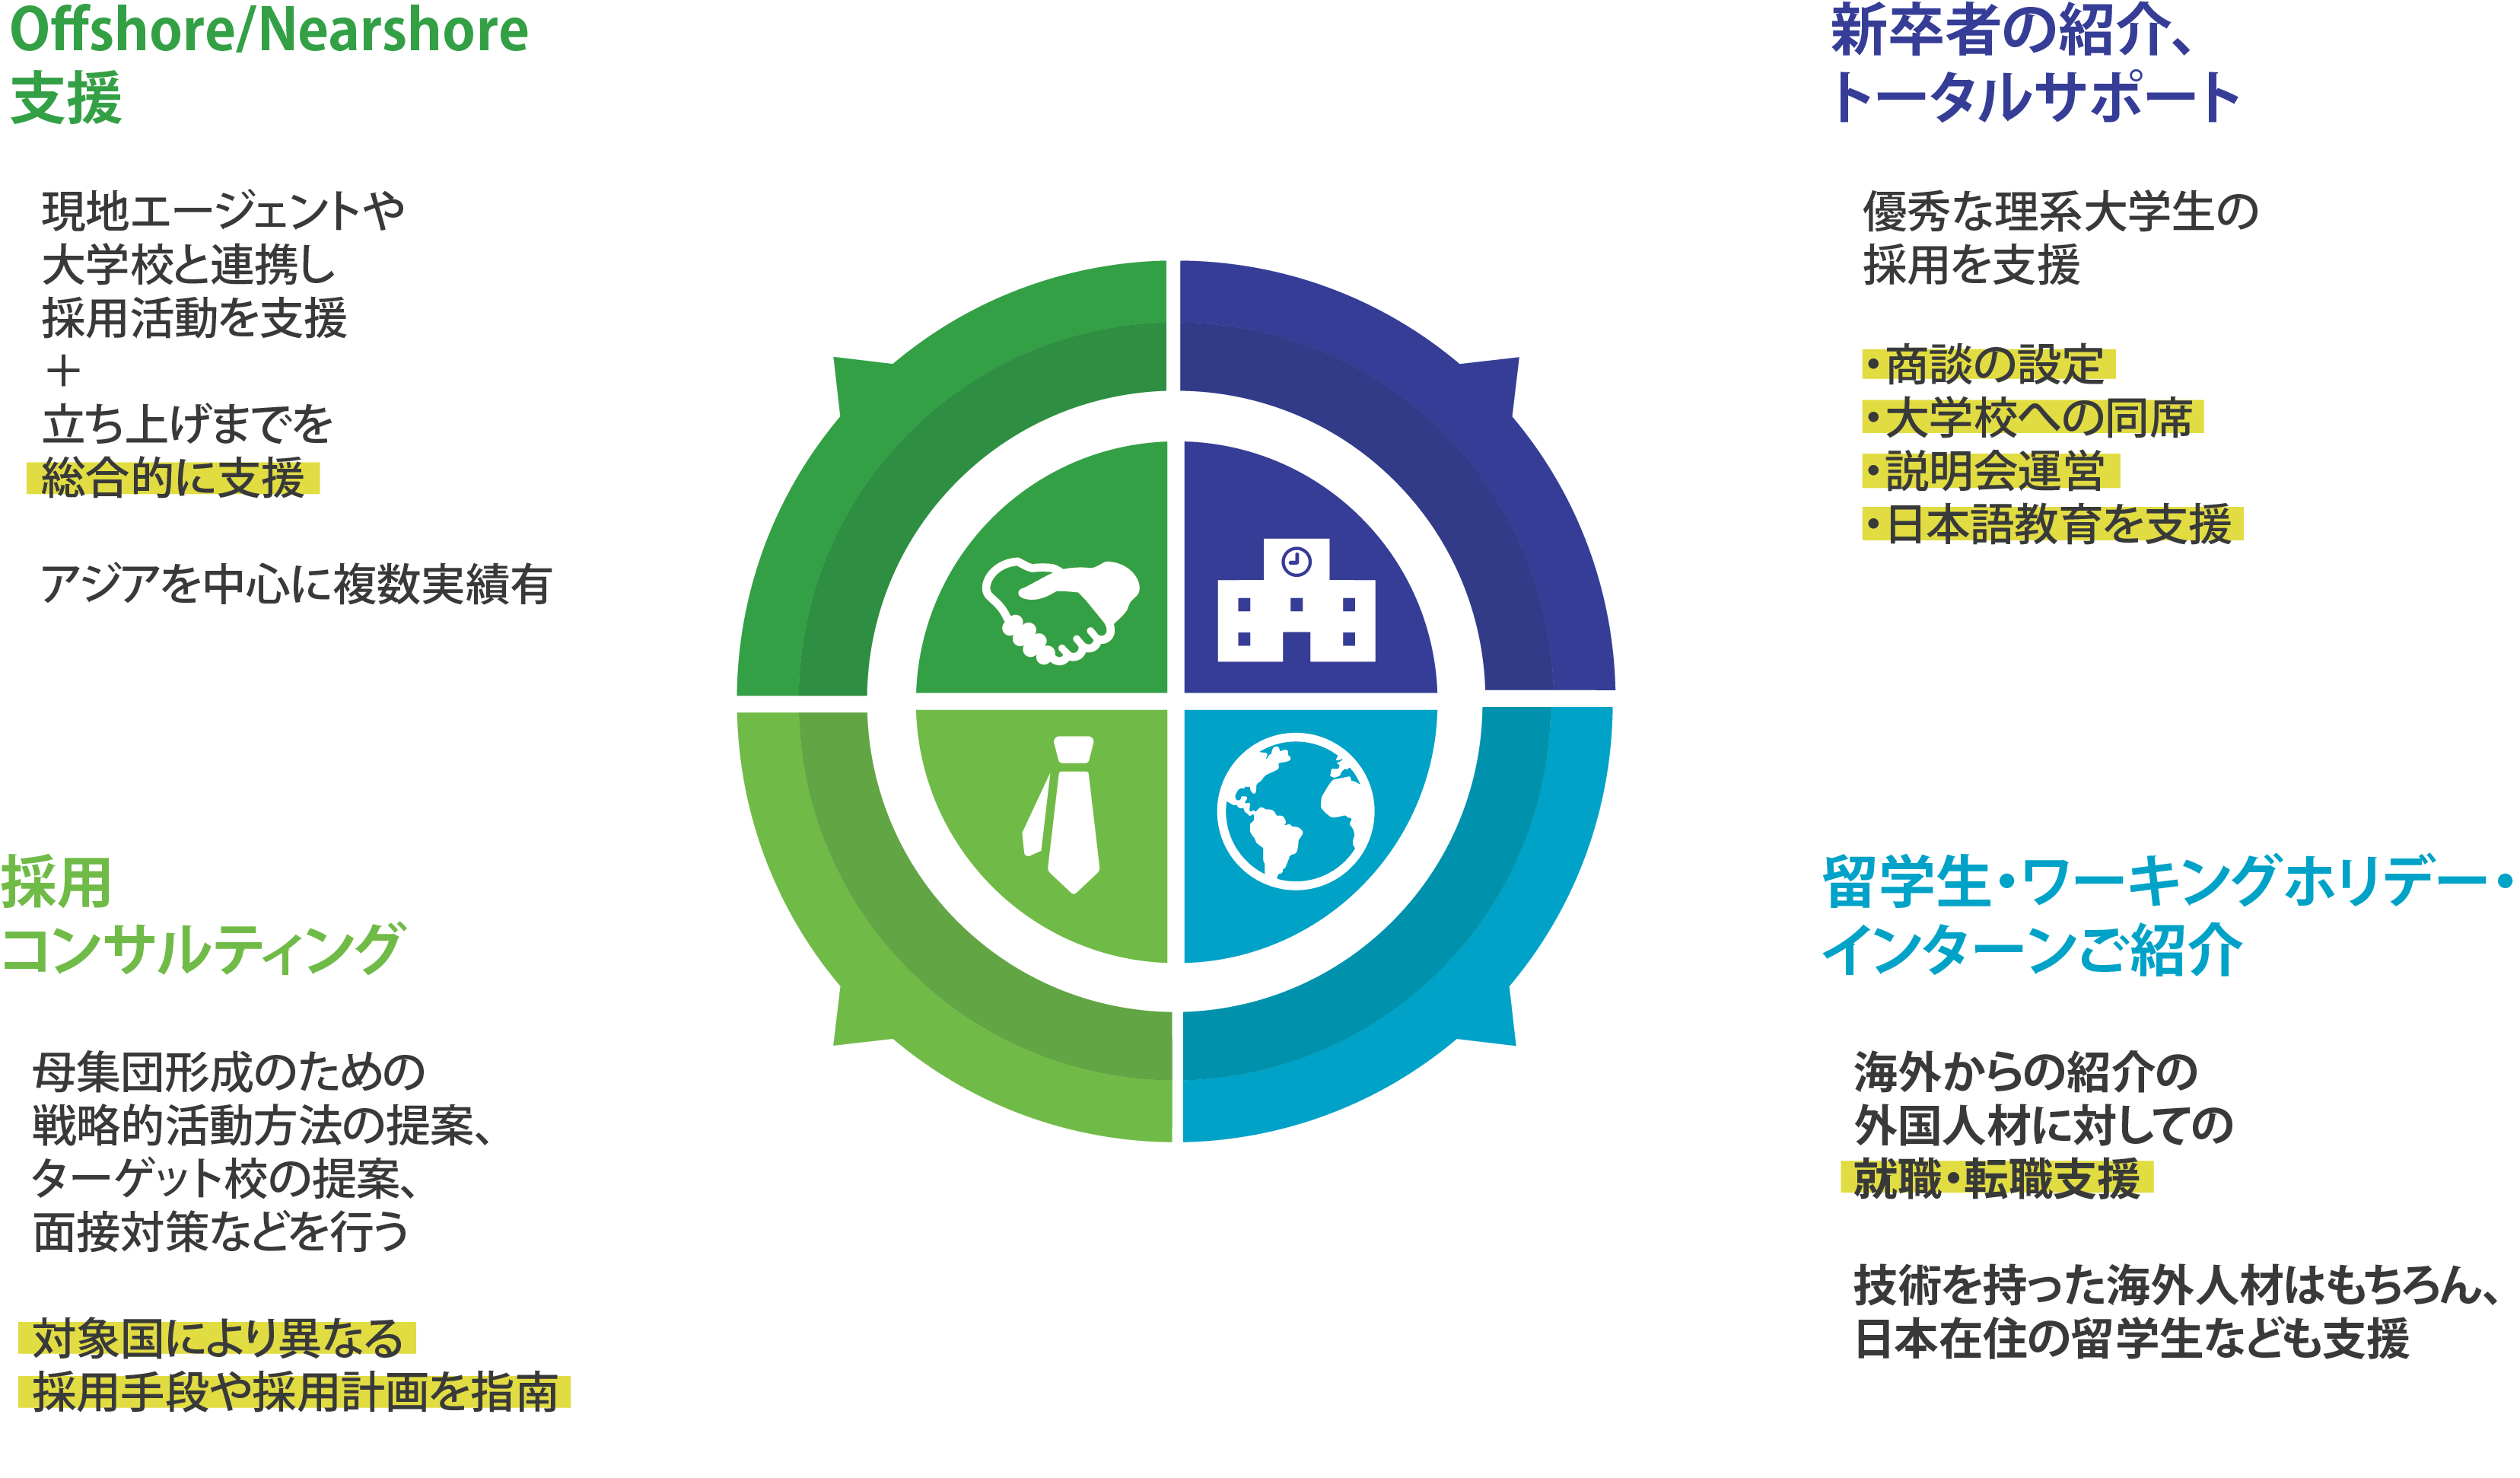 Offshore/Nearshore
支援
現地エージェントや
大学校と連携し
採用活動を支援
＋
立ち上げまでを
総合的に支援
アジアを中心に複数実績有
新卒者の紹介、
トータルサポート
優秀な理系大学生の
採用を支援
・商談の設定
・大学校への同席
・説明会運営
・日本語教育を支援
採用
コンサルティング
母集団形成のための
戦略的活動方法の提案、
ターゲット校の提案、
面接対策などを行う
対象国により異なる
採用手段や採用計画を指南
留学生・ワーキングホリデー・
インターンご紹介
海外からの紹介の
外国人材に対しての
就職・転職支援
技術を持った海外人材はもちろん、
日本在住の留学生なども支援